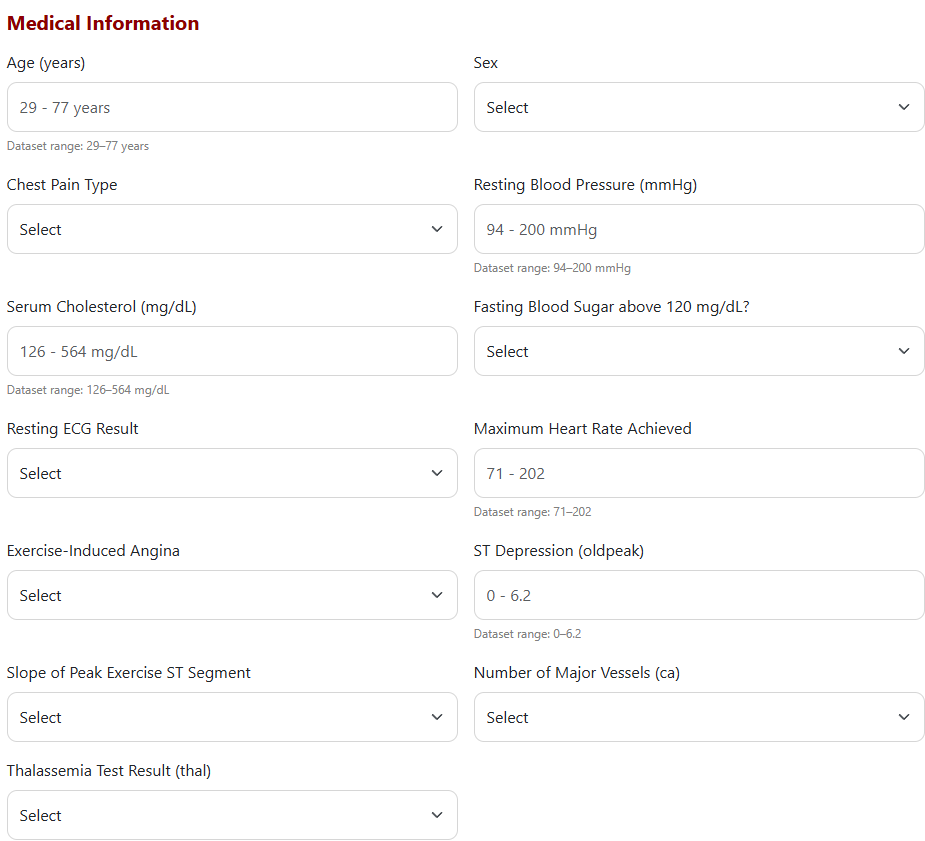 Medical Information
Age (years)
Sex
29 - 77 years
Select
Dataset range: 29–77 years
Chest Pain Type
Resting Blood Pressure (mmHg)
Select
94 - 200 mmHg
Dataset range: 94–200 mmHg
Serum Cholesterol (mg/dL)
Fasting Blood Sugar above 120 mg/dL?
126 - 564 mg/dL
Select
Dataset range: 126–564 mg/dL
Resting ECG Result
Maximum Heart Rate Achieved
Select
71 - 202
Dataset range: 71–202
Exercise-Induced Angina
ST Depression (oldpeak)
Select
0 - 6.2
Dataset range: 0–6.2
Slope of Peak Exercise ST Segment
Number of Major Vessels (ca)
Select
Select
Thalassemia Test Result (thal)
Select